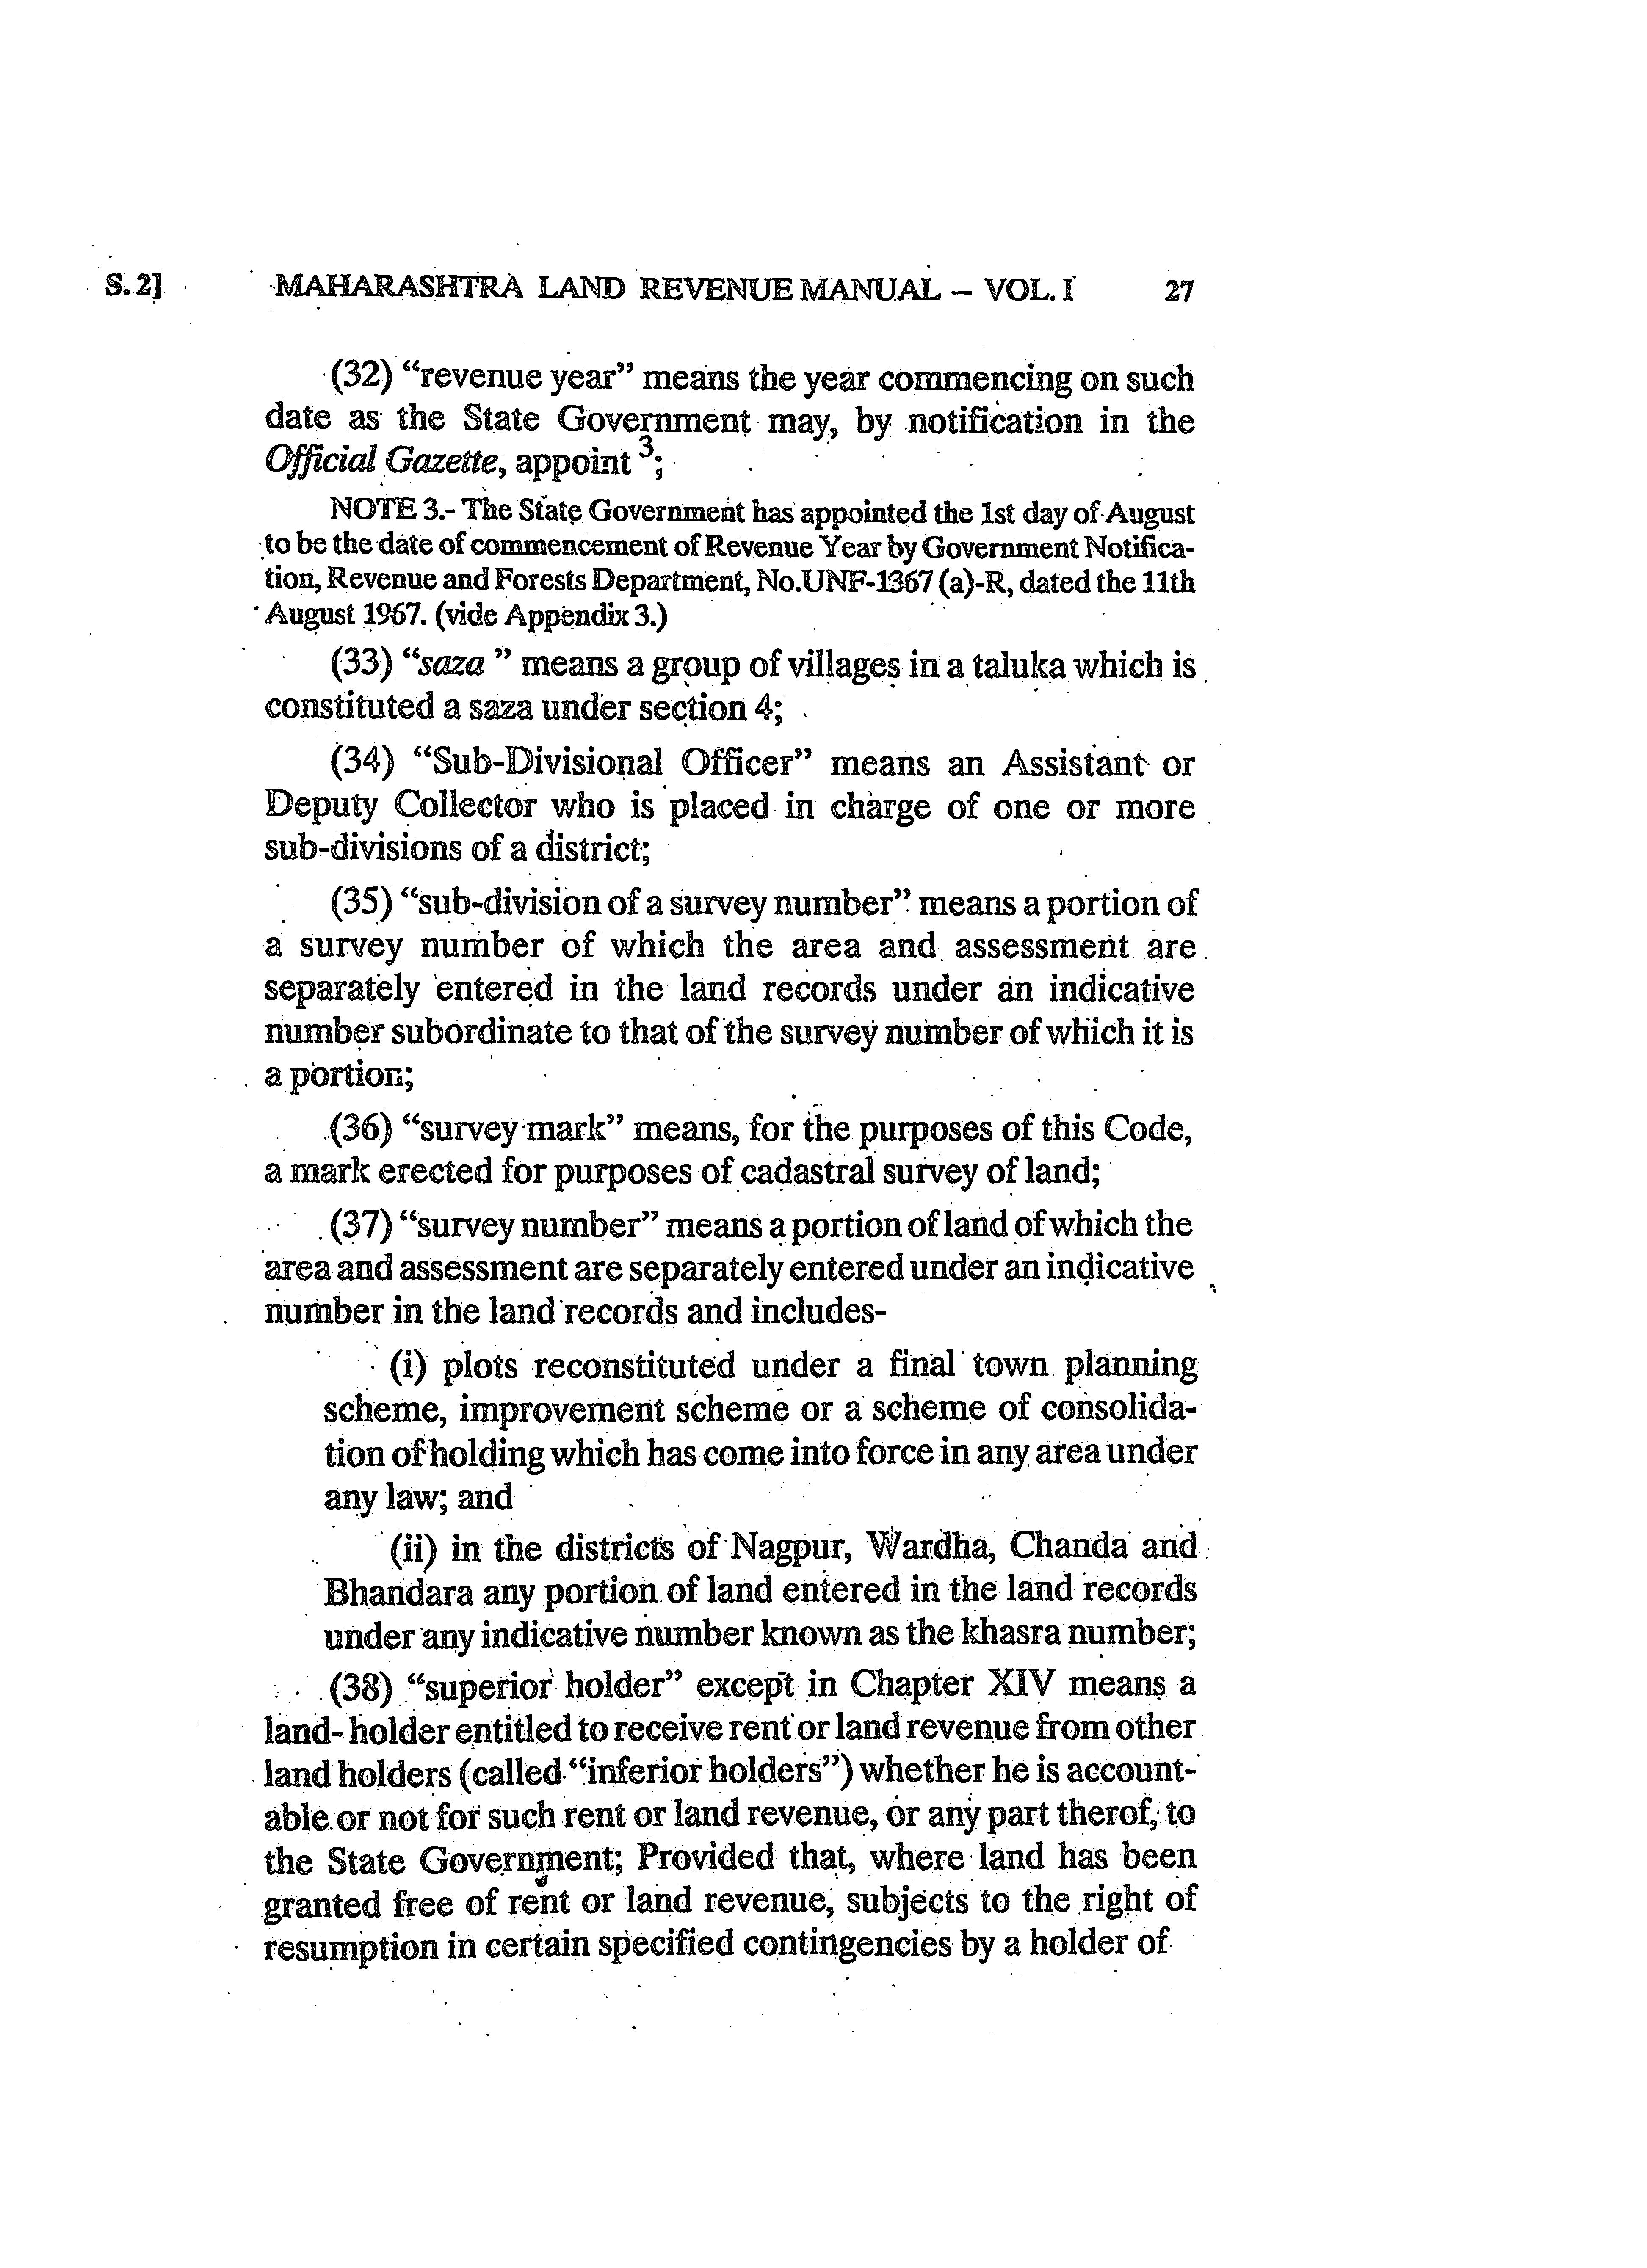 S. 2] MAHARASHTRA LAND REVENUE MANUAL – VOL. I 27
(32) “revenue year” means the year commencing on such
date as the State Government may, by notification in the
Official Gazette, appoint 3;
NOTE 3.- The State Government has appointed the 1st day of August
to be the date of commencement of Revenue Year by Government Notifica-
tion, Revenue and Forests Department, No.UNF-1367 (a)-R, dated the 11th
August 1967. (vide Appendix 3.)
(33) “saza ” means a group of villages in a taluka which is
constituted a saza under section 4;
(34) “Sub-Divisional Officer” means an Assistant or
Deputy Collector who is placed in charge of one or more
sub-divisions of a district;
(35) “sub-division of a survey number” means a portion of
a survey number of which the area and assessment are
separately entered in the land records under an indicative
number subordinate to that of the survey number of which it is
a portion;
(36) “survey mark” means, for the purposes of this Code,
a mark erected for purposes of cadastral survey of land;
(37) “survey number” means a portion of land of which the
area and assessment are separately entered under an indicative
number in the land records and includes-
(i) plots reconstituted under a final town planning
scheme, improvement scheme or a scheme of consolida-
tion of holding which has come into force in any area under
any law; and
(ii) in the districts of Nagpur, Wardha, Chanda and
Bhandara any portion of land entered in the land records
under any indicative number known as the khasra number;
(38) “superior holder” except in Chapter XIV means a
land- holder entitled to receive rent or land revenue from other
land holders (called “inferior holders”) whether he is account-
able or not for such rent or land revenue, or any part therof, to
the State Government; Provided that, where land has been
granted free of rent or land revenue, subjects to the right of
resumption in certain specified contingencies by a holder of